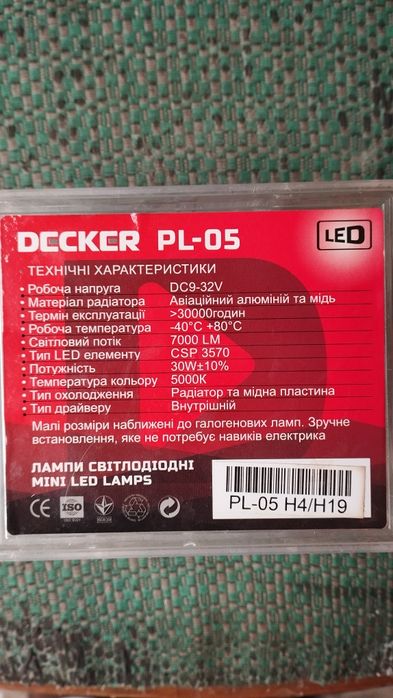 DECKER PL-05
LED
ТЕХНІЧНІ ХАРАКТЕРИСТИКИ
• Робоча напруга DC9-32V
• Матеріал радіатора Авіаційний алюміній та мідь
• Термін експлуатації >30000годин
• Робоча температура -40°C +80°C
• Світловий потік 7000 LM
• Тип LED елементу CSP 3570
• Потужність 30W±10%
• Температура кольору 5000К
• Тип охолодження Радіатор та мідна пластина
• Тип драйверу Внутрішній
Малі розміри наближені до галогенових ламп. Зручне
встановлення, яке не потребує навиків електрика
ЛАМПИ СВІТЛОДІОДНІ
MINI LED LAMPS
CE ISO
PL-05 H4/H19